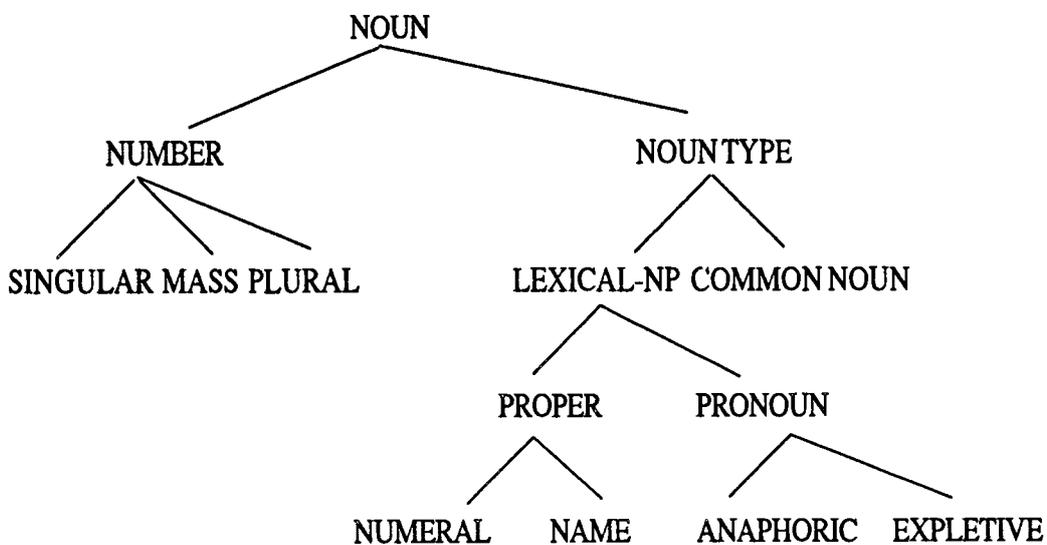 NOUN
NUMBER NOUN TYPE
SINGULAR MASS PLURAL LEXICAL-NP COMMON NOUN
PROPER PRONOUN
NUMERAL NAME ANAPHORIC EXPLETIVE